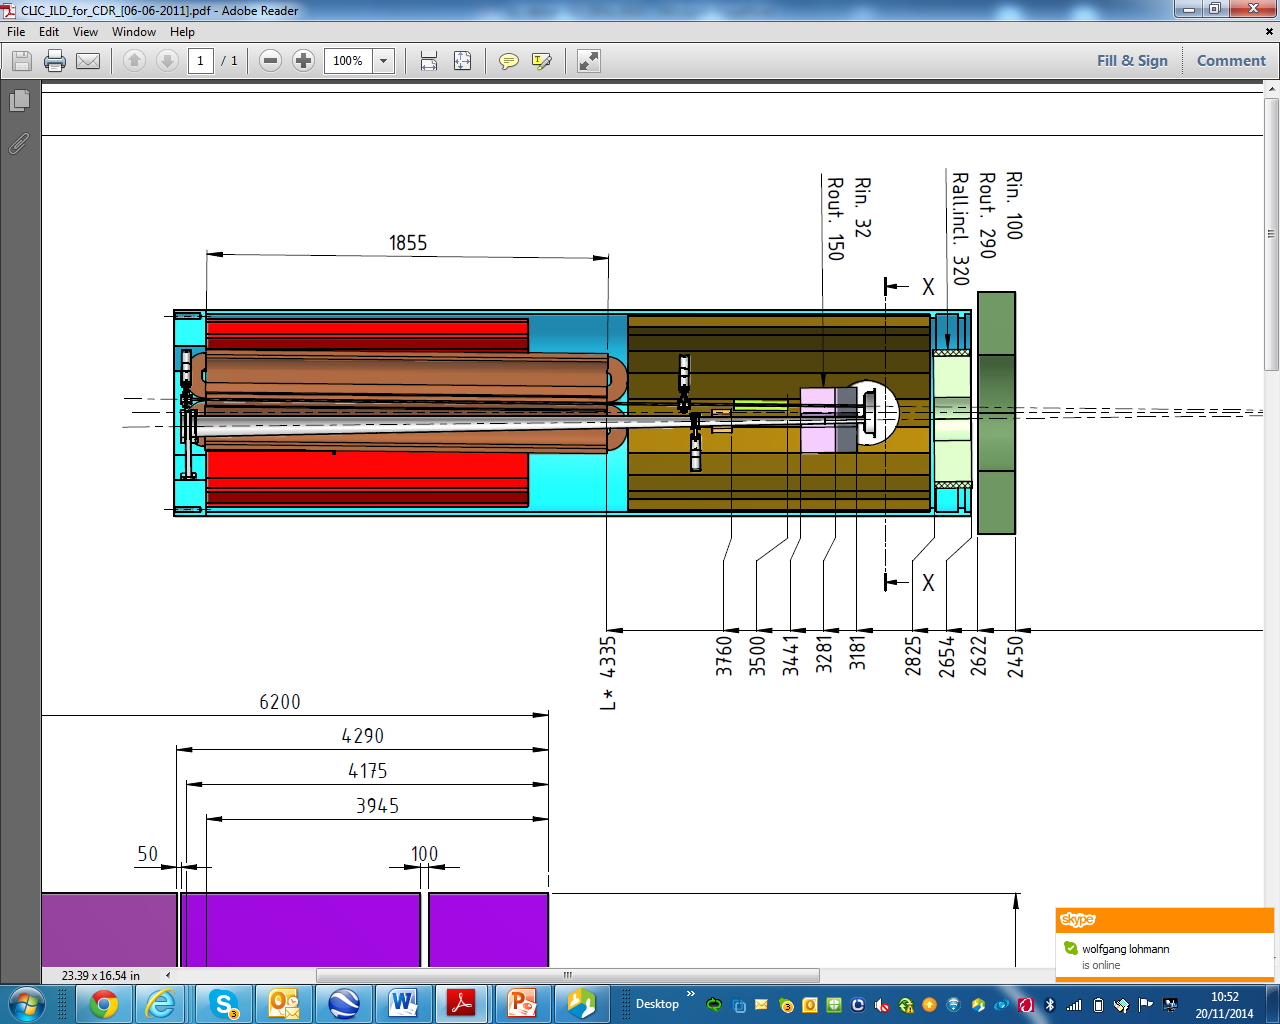 CLIC_ILD_for_CDR_[06-06-2011].pdf - Adobe Reader
File Edit View Window Help
1 / 1 100% Fill & Sign Comment
Rin. 100
Rout. 290
Rall.incl. 320
Rin. 32
Rout. 150
1855
X
X
L* 4335
3760
3500
3441
3281
3181
2825
2654
2622
2450
6200
4290
4175
3945
50
100
skype
wolfgang lohmann
is online
23.39 x 16.54 in
Desktop
10:52
20/11/2014